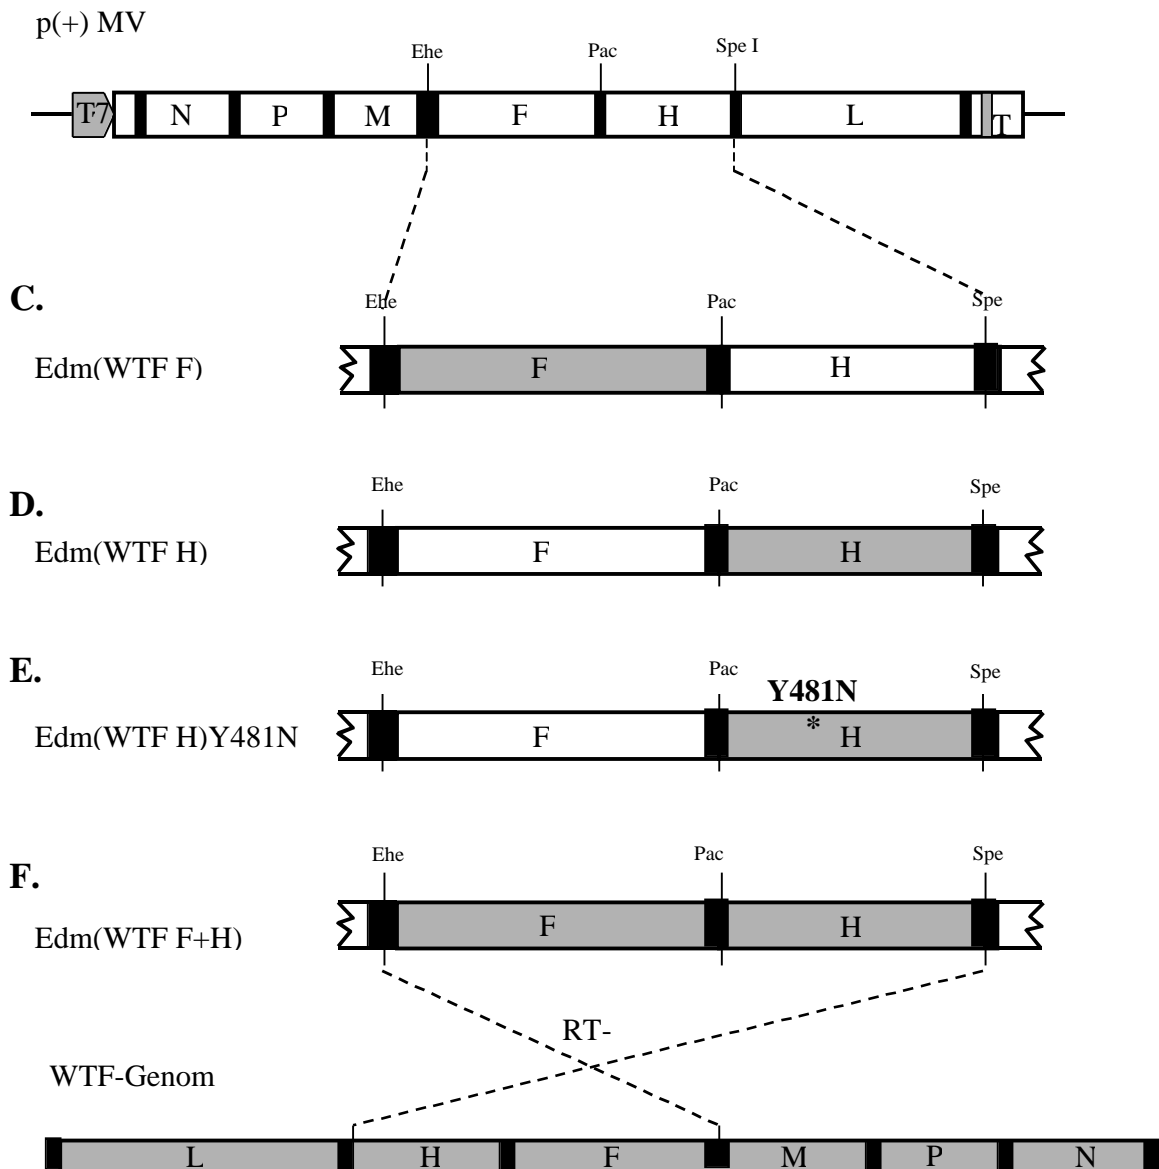 p(+) MV
Ehe Pac Spe I
T7 N P M F H L T
C.
Ehe Pac Spe
Edm(WTF F) F H
D.
Ehe Pac Spe
Edm(WTF H) F H
E.
Ehe Pac Spe
Y481N
Edm(WTF H)Y481N F * H
F.
Ehe Pac Spe
Edm(WTF F+H) F H
RT-
WTF-Genom
L H F M P N